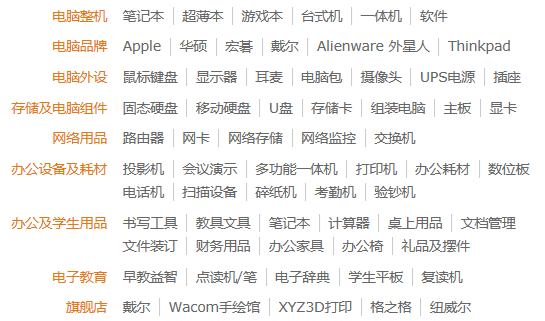 电脑整机 笔记本 超薄本 游戏本 台式机 一体机 软件
电脑品牌 Apple 华硕 宏碁 戴尔 Alienware 外星人 Thinkpad
电脑外设 鼠标键盘 显示器 耳麦 电脑包 摄像头 UPS电源 插座
存储及电脑组件 固态硬盘 移动硬盘 U盘 存储卡 组装电脑 主板 显卡
网络用品 路由器 网卡 网络存储 网络监控 交换机
办公设备及耗材 投影机 会议演示 多功能一体机 打印机 办公耗材 数位板
电话机 扫描设备 碎纸机 考勤机 验钞机
办公及学生用品 书写工具 教具文具 笔记本 计算器 桌上用品 文档管理
文件装订 财务用品 办公家具 办公椅 礼品及摆件
电子教育 早教益智 点读机/笔 电子辞典 学生平板 复读机
旗舰店 戴尔 Wacom手绘馆 XYZ3D打印 格之格 纽威尔